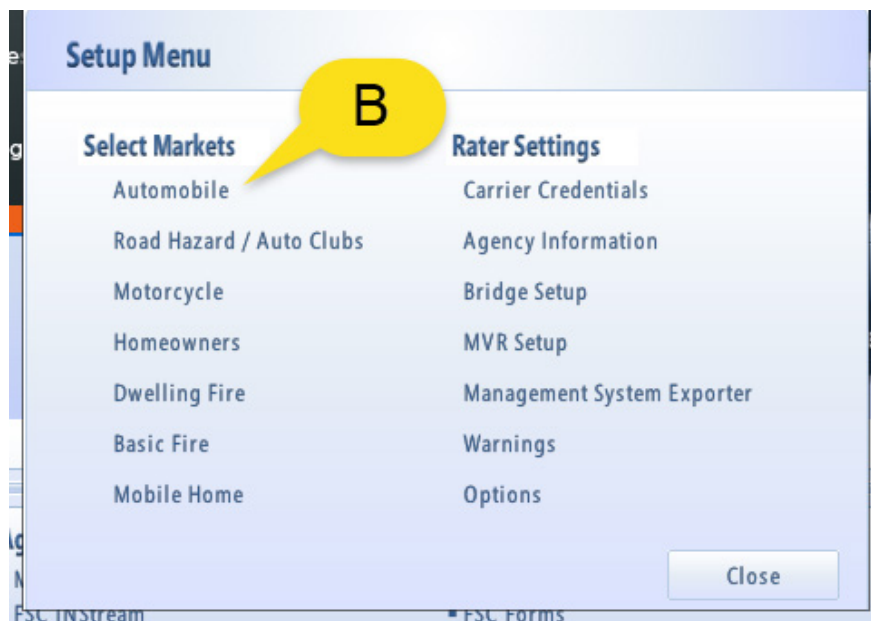 Setup Menu
B
Select Markets
Automobile
Road Hazard / Auto Clubs
Motorcycle
Homeowners
Dwelling Fire
Basic Fire
Mobile Home
Rater Settings
Carrier Credentials
Agency Information
Bridge Setup
MVR Setup
Management System Exporter
Warnings
Options
Close
FSC INStream
FSC Forms